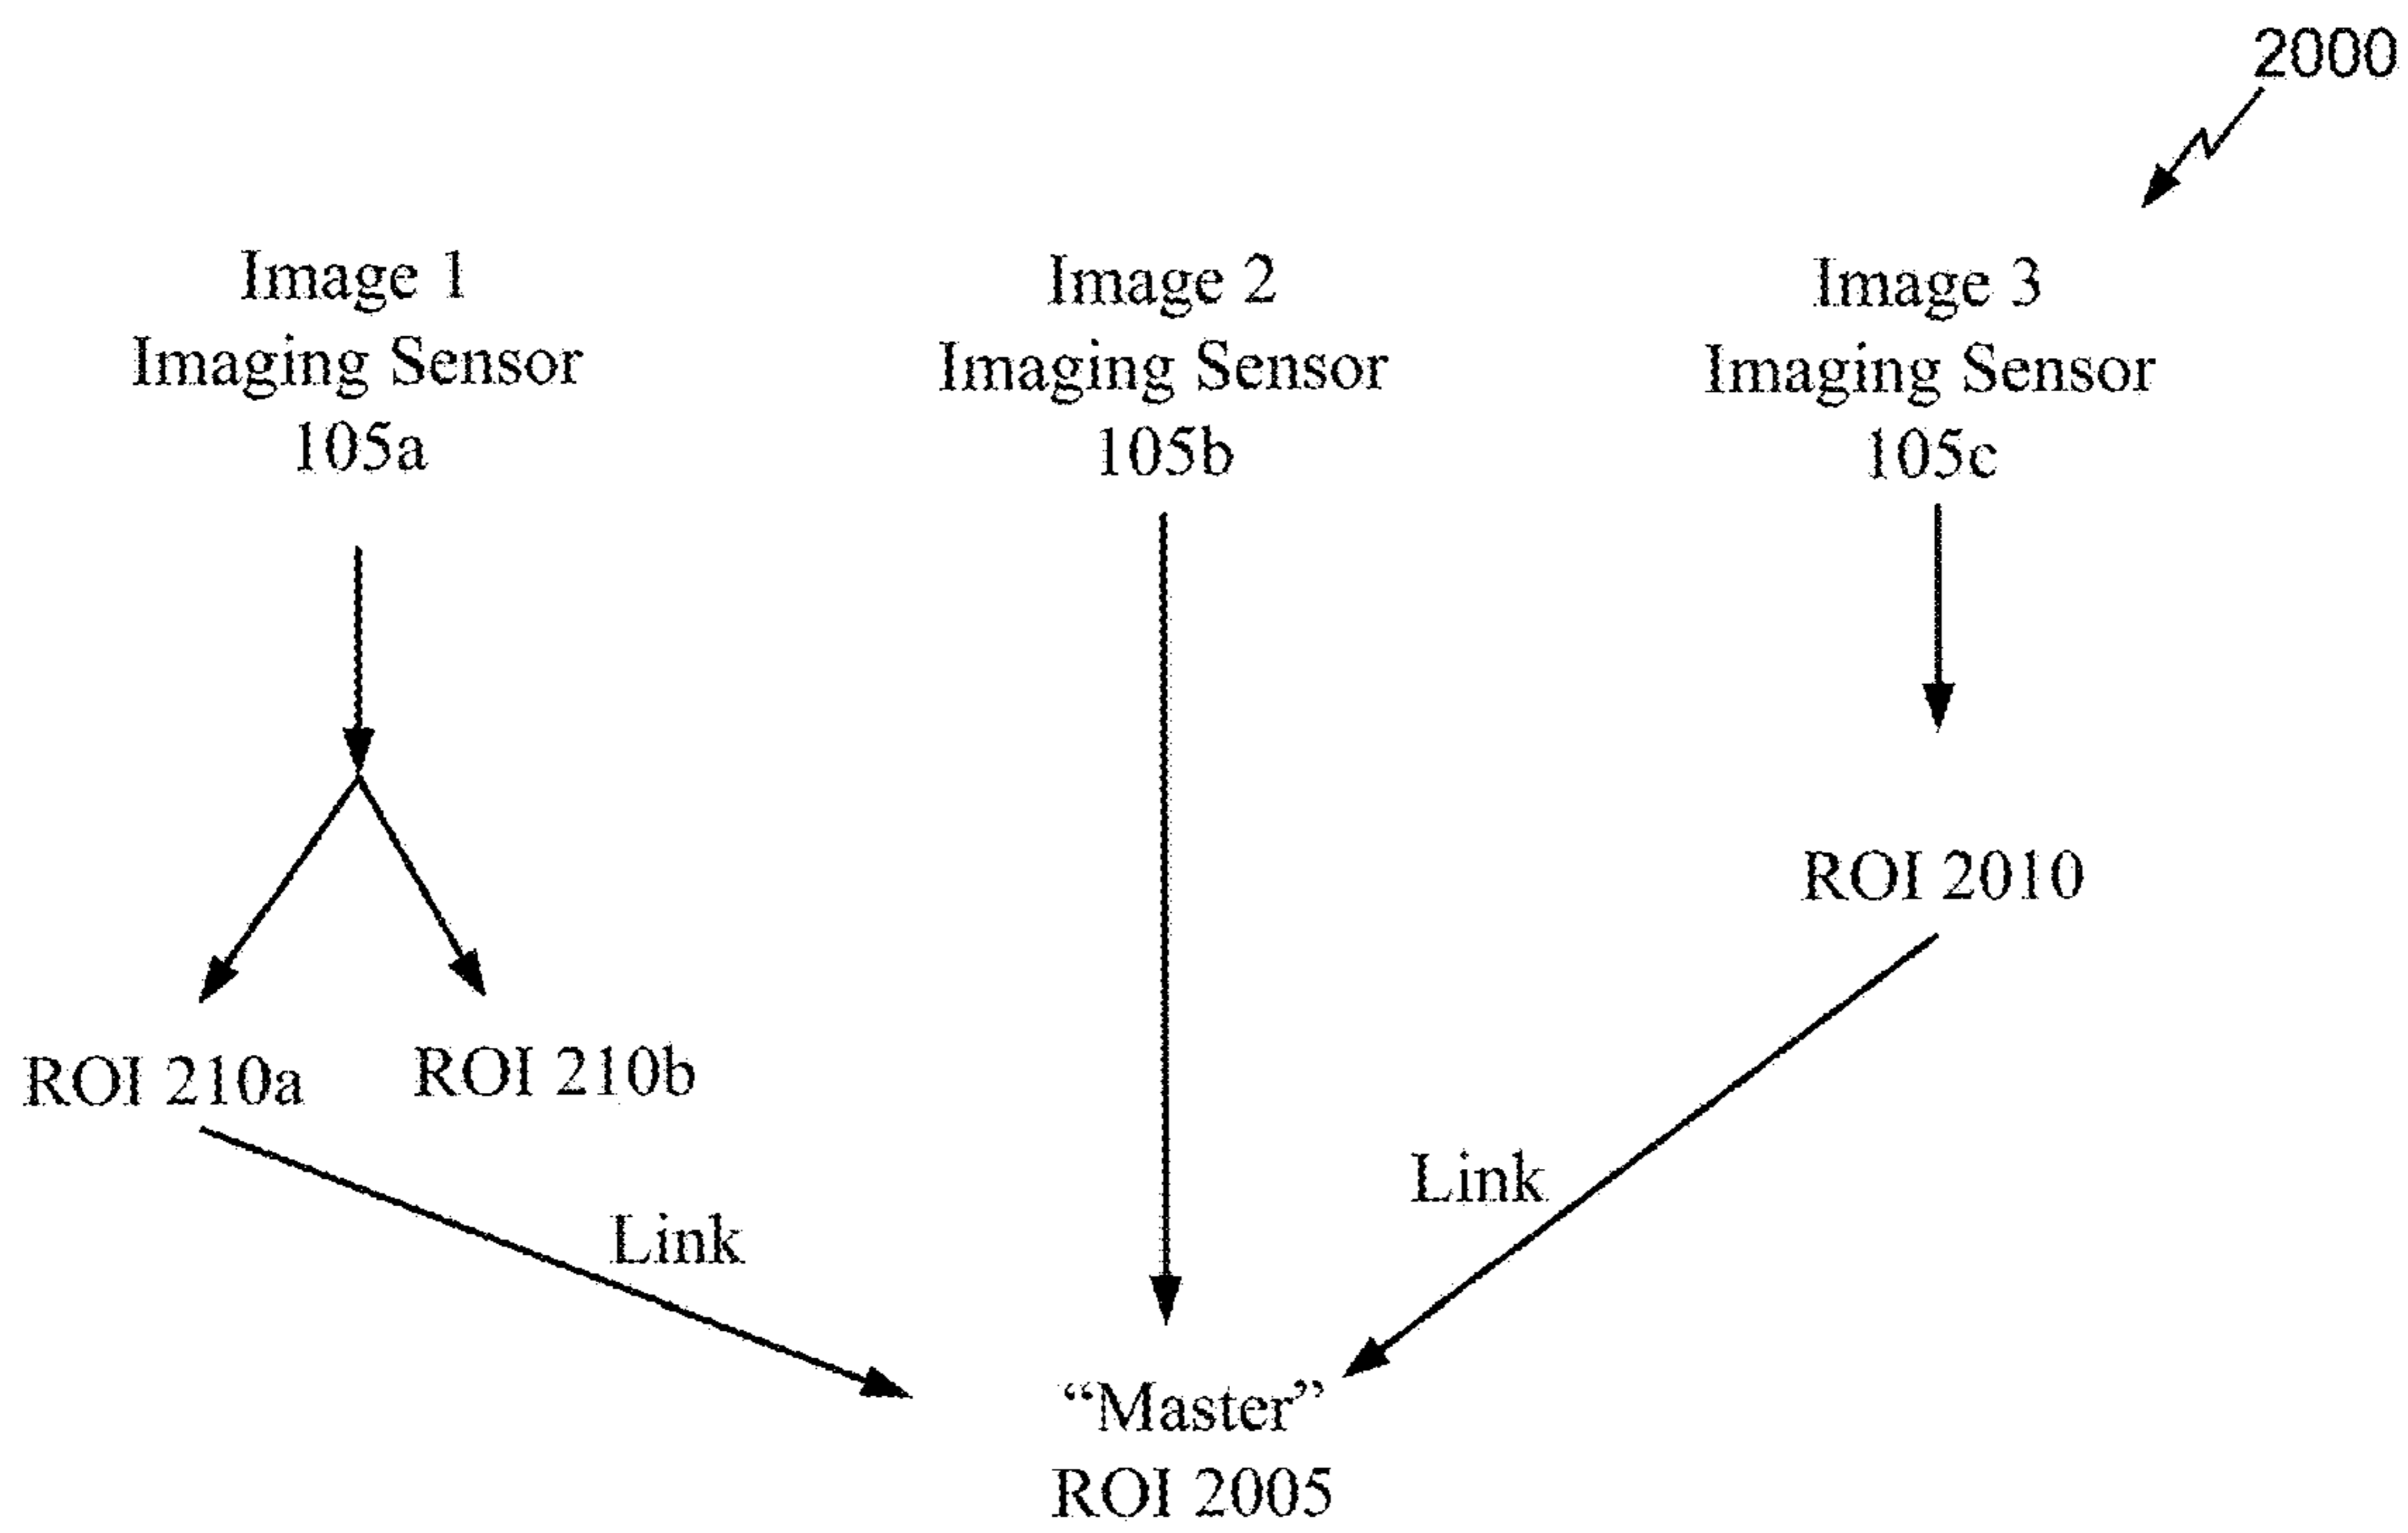 2000
Image 1
Imaging Sensor
105a
Image 2
Imaging Sensor
105b
Image 3
Imaging Sensor
105c
ROI 2010
ROI 210a
ROI 210b
Link
Link
“Master”
ROI 2005